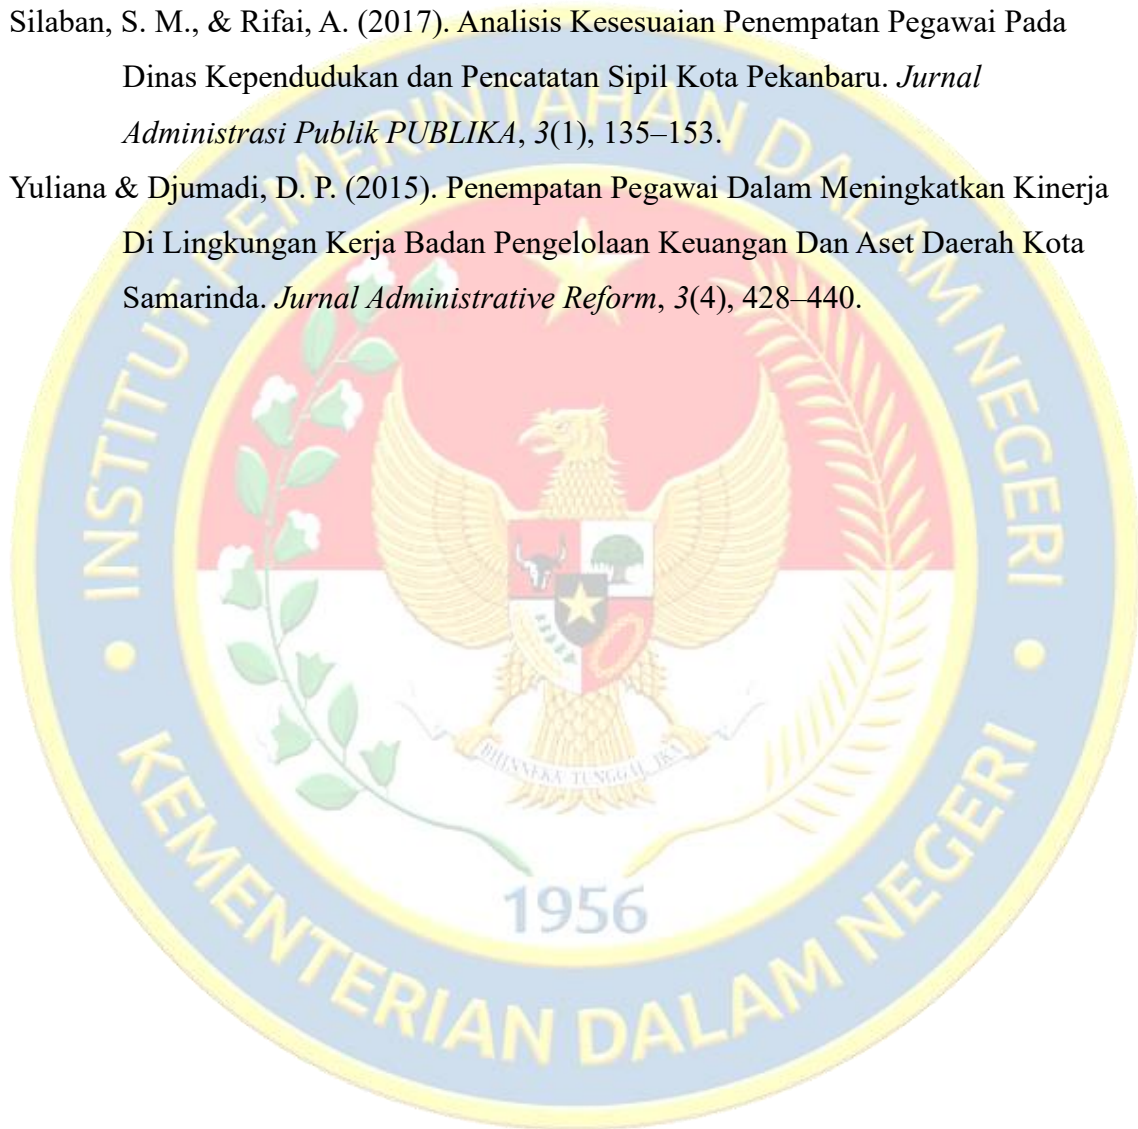 Silaban, S. M., & Rifai, A. (2017). Analisis Kesesuaian Penempatan Pegawai Pada
Dinas Kependudukan dan Pencatatan Sipil Kota Pekanbaru. Jurnal
Administrasi Publik PUBLIKA, 3(1), 135–153.
Yuliana & Djumadi, D. P. (2015). Penempatan Pegawai Dalam Meningkatkan Kinerja
Di Lingkungan Kerja Badan Pengelolaan Keuangan Dan Aset Daerah Kota
Samarinda. Jurnal Administrative Reform, 3(4), 428–440.
INSTITUT PEMERINTAHAN DALAM NEGERI
BHINNEKA TUNGGAL IKA
1956
KEMENTERIAN DALAM NEGERI